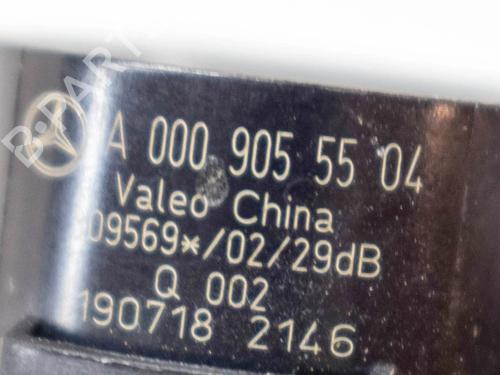 A 000 905 55 04
Valeo China
09569*/02/29dB
Q 002
190718 2146